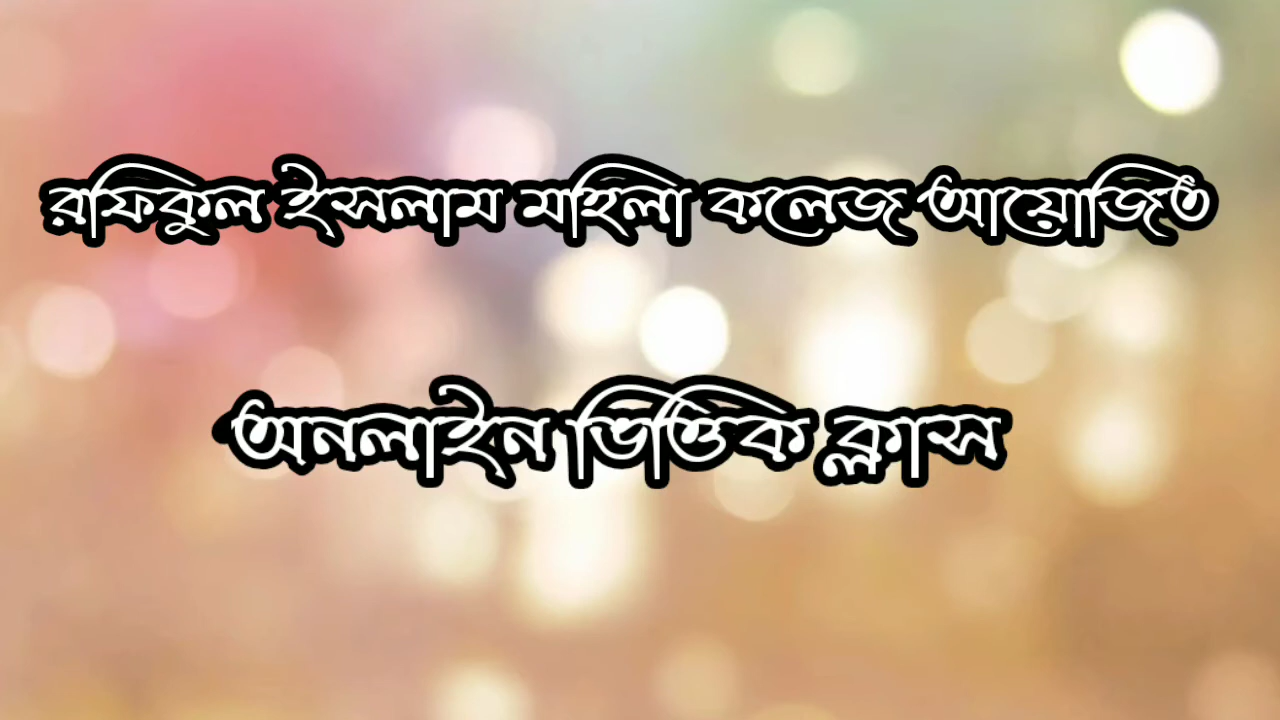 রফিকুল ইসলাম মহিলা কলেজ আয়োজিত
অনলাইন ভিত্তিক ক্লাস